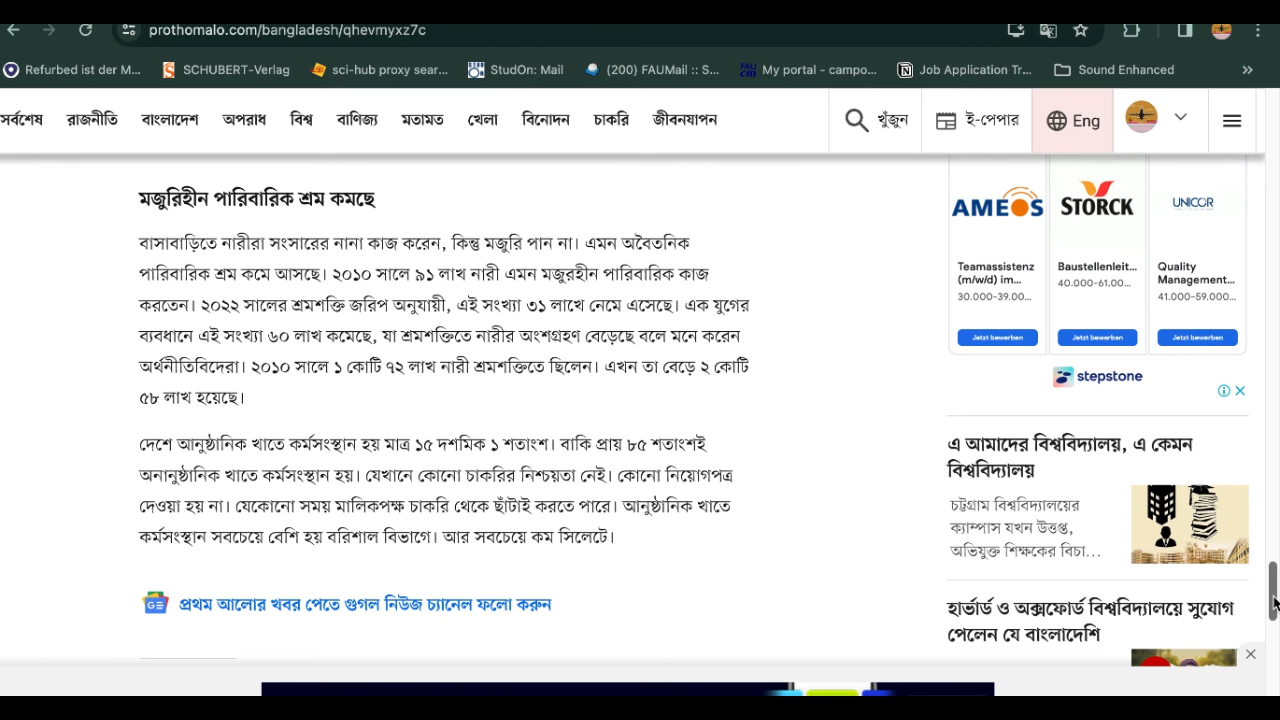 prothomalo.com/bangladesh/qhevmyxz7c
Refurbed ist der M... SCHUBERT-Verlag sci-hub proxy sear... StudOn: Mail (200) FAUMail :: S... My portal - campo... Job Application Tr... Sound Enhanced »
সর্বশেষ রাজনীতি বাংলাদেশ অপরাধ বিশ্ব বাণিজ্য মতামত খেলা বিনোদন চাকরি জীবনযাপন খুঁজুন ই-পেপার Eng
মজুরিহীন পারিবারিক শ্রম কমছে
বাসাবাড়িতে নারীরা সংসারের নানা কাজ করেন, কিন্তু মজুরি পান না। এমন অবৈতনিক
পারিবারিক শ্রম কমে আসছে। ২০১০ সালে ৯১ লাখ নারী এমন মজুরহীন পারিবারিক কাজ
করতেন। ২০২২ সালের শ্রমশক্তি জরিপ অনুযায়ী, এই সংখ্যা ৩১ লাখে নেমে এসেছে। এক যুগের
ব্যবধানে এই সংখ্যা ৬০ লাখ কমেছে, যা শ্রমশক্তিতে নারীর অংশগ্রহণ বেড়েছে বলে মনে করেন
অর্থনীতিবিদেরা। ২০১০ সালে ১ কোটি ৭২ লাখ নারী শ্রমশক্তিতে ছিলেন। এখন তা বেড়ে ২ কোটি
৫৮ লাখ হয়েছে।
দেশে আনুষ্ঠানিক খাতে কর্মসংস্থান হয় মাত্র ১৫ দশমিক ১ শতাংশ। বাকি প্রায় ৮৫ শতাংশই
অনানুষ্ঠানিক খাতে কর্মসংস্থান হয়। যেখানে কোনো চাকরির নিশ্চয়তা নেই। কোনো নিয়োগপত্র
দেওয়া হয় না। যেকোনো সময় মালিকপক্ষ চাকরি থেকে ছাঁটাই করতে পারে। আনুষ্ঠানিক খাতে
কর্মসংস্থান সবচেয়ে বেশি হয় বরিশাল বিভাগে। আর সবচেয়ে কম সিলেটে।
GE প্রথম আলোর খবর পেতে গুগল নিউজ চ্যানেল ফলো করুন
AMEOS STORCK UNICOR
Teamassistenz Baustellenleit... Quality
(m/w/d) im... 40.000-61.00... Management...
30.000-39.00... 41.000-59.000...
Jetzt bewerben Jetzt bewerben Jetzt bewerben
stepstone
এ আমাদের বিশ্ববিদ্যালয়, এ কেমন
বিশ্ববিদ্যালয়
চট্টগ্রাম বিশ্ববিদ্যালয়ের
ক্যাম্পাস যখন উত্তপ্ত,
অভিযুক্ত শিক্ষকের বিচা...
হার্ভার্ড ও অক্সফোর্ড বিশ্ববিদ্যালয়ে সুযোগ
পেলেন যে বাংলাদেশি